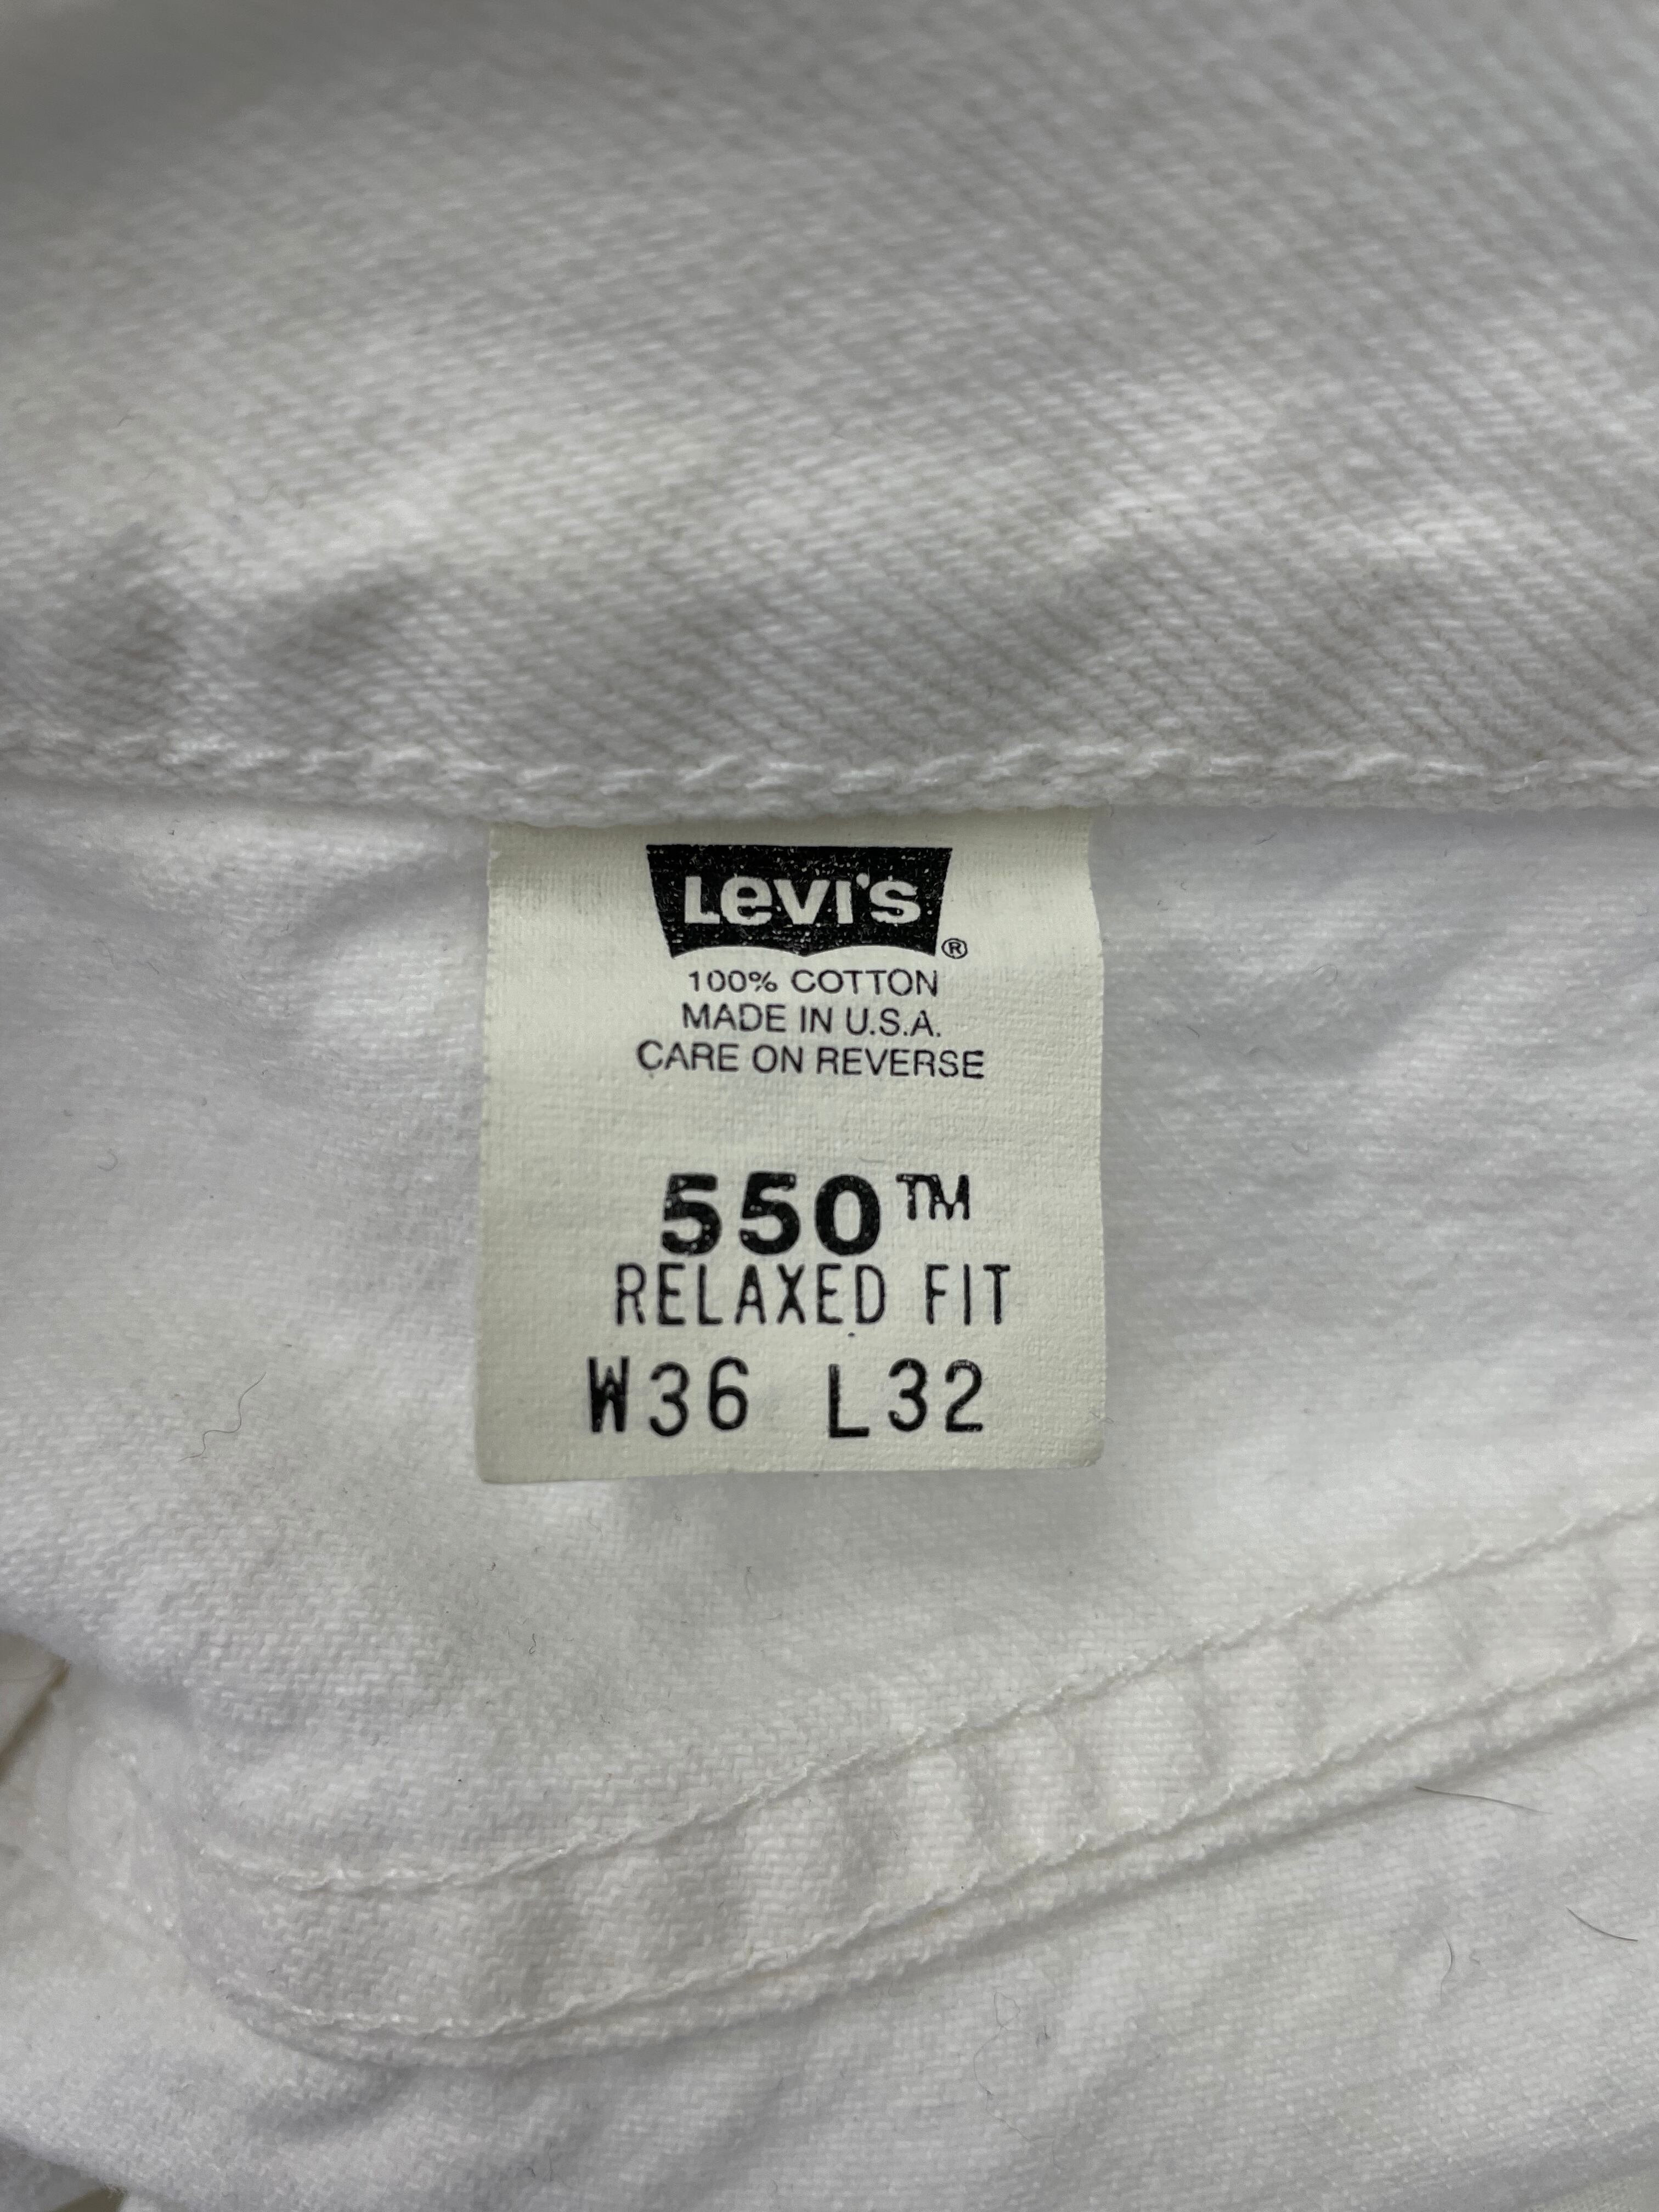 Levi's®
100% COTTON
MADE IN U.S.A.
CARE ON REVERSE
550™
RELAXED FIT
W36 L32